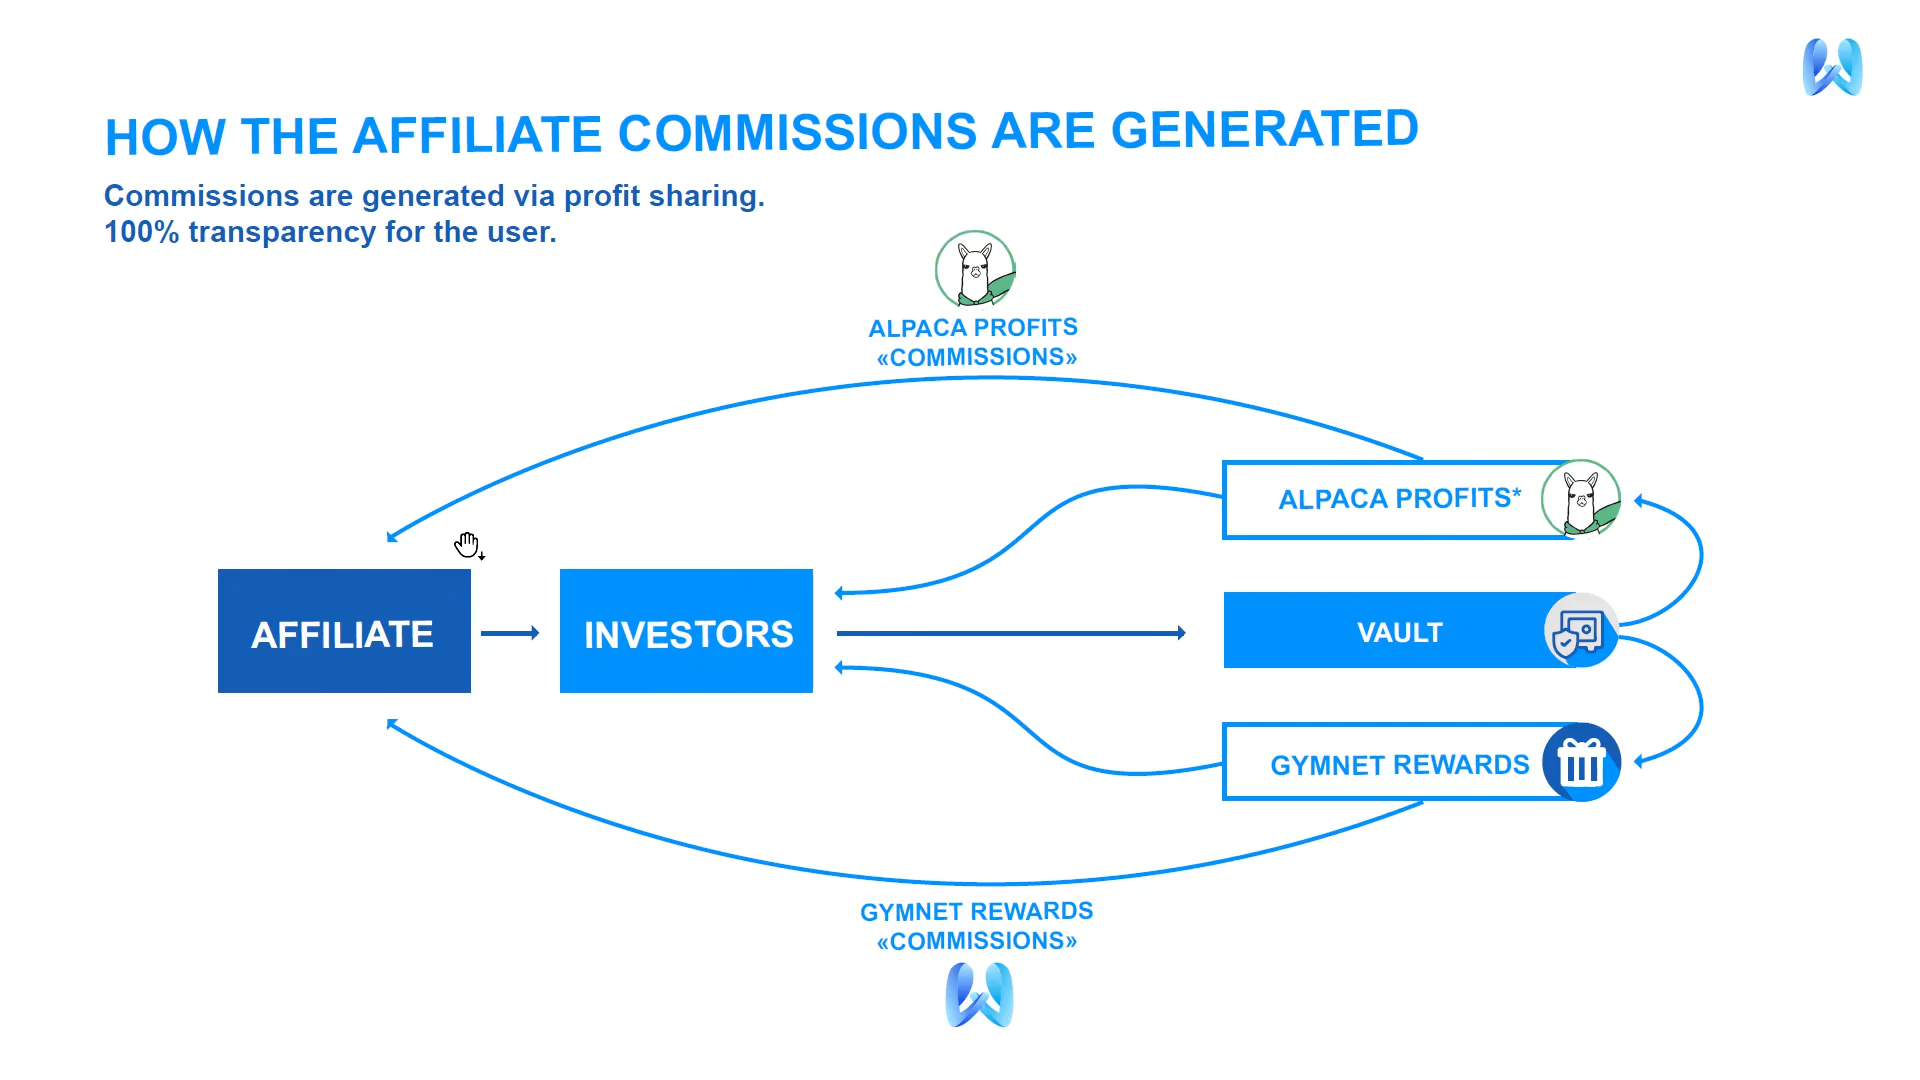 HOW THE AFFILIATE COMMISSIONS ARE GENERATED
Commissions are generated via profit sharing.
100% transparency for the user.
ALPACA PROFITS
«COMMISSIONS»
ALPACA PROFITS*
AFFILIATE
INVESTORS
VAULT
GYMNET REWARDS
GYMNET REWARDS
«COMMISSIONS»